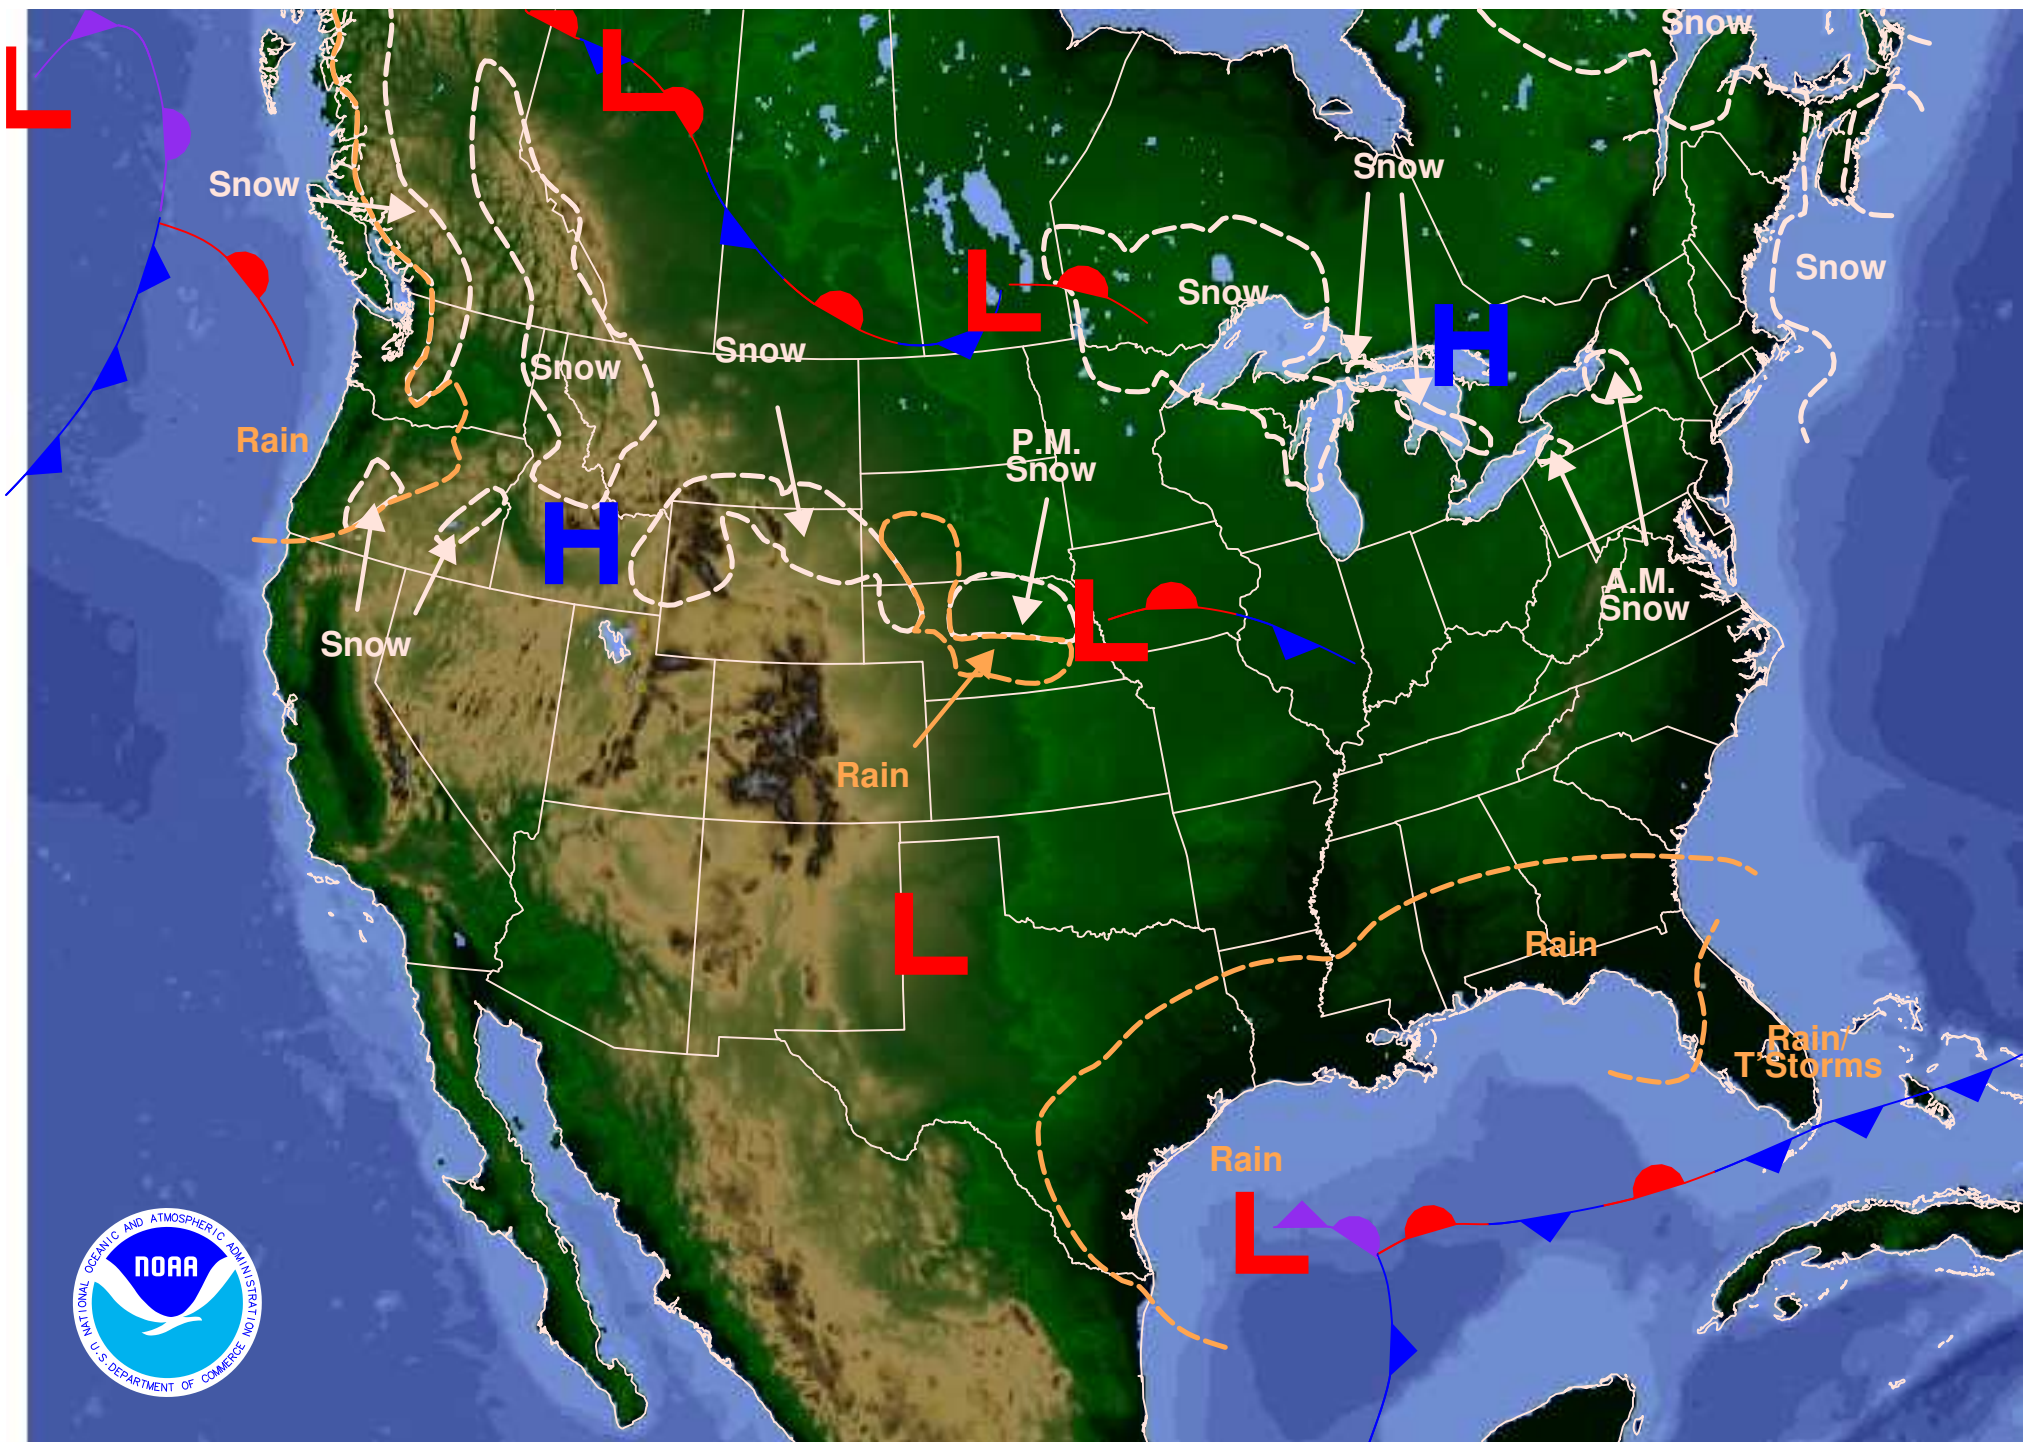 Snow
L
L
Snow
Snow
L
Snow
Snow
H
Snow
Snow
Rain
P.M.
Snow
H
A.M.
Snow
L
Snow
Rain
L
Rain
Rain/
T'Storms
Rain
L
NATIONAL OCEANIC AND ATMOSPHERIC ADMINISTRATION
NOAA
U.S. DEPARTMENT OF COMMERCE